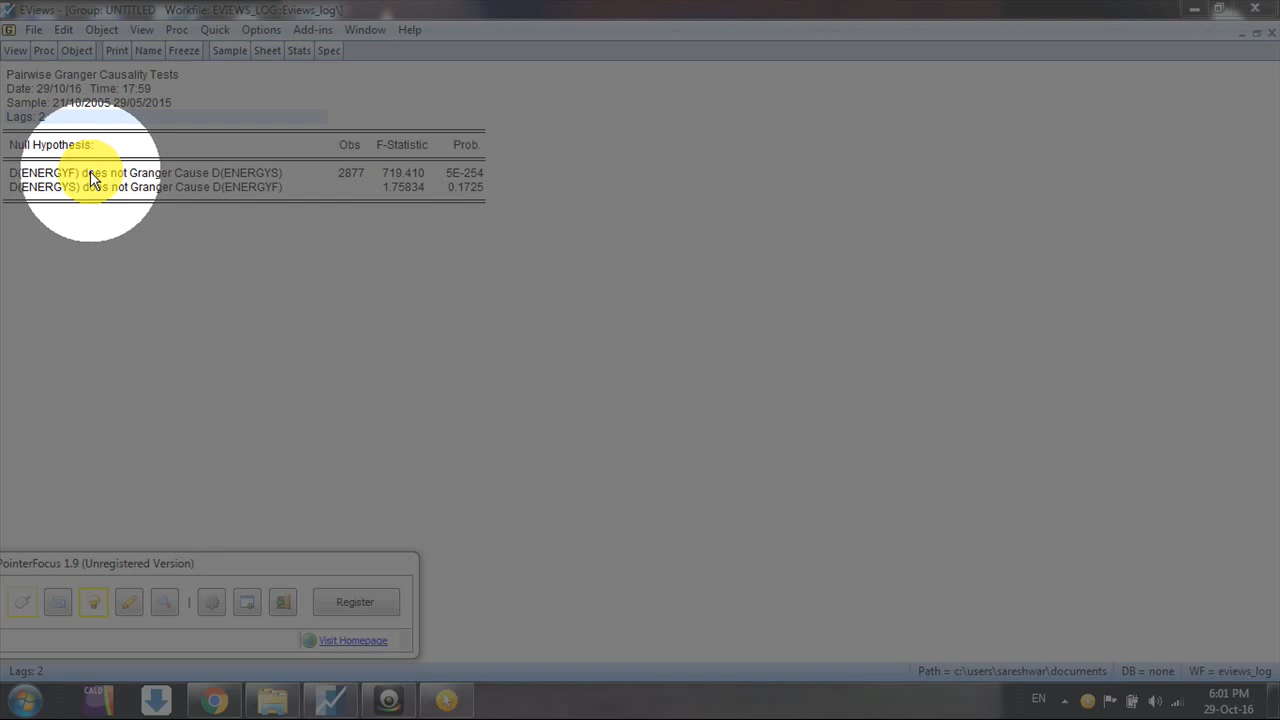 EViews - [Group: UNTITLED   Workfile: EVIEWS_LOG::Eviews_log\]
File Edit Object View Proc Quick Options Add-ins Window Help
View Proc Object Print Name Freeze Sample Sheet Stats Spec
Pairwise Granger Causality Tests
Date: 29/10/16   Time: 17:59
Sample: 21/10/2005 29/05/2015
Lags: 2
Null Hypothesis: Obs F-Statistic Prob.
D(ENERGYF) does not Granger Cause D(ENERGYS) 2877 719.410 5E-254
D(ENERGYS) does not Granger Cause D(ENERGYF) 1.75834 0.1725
PointerFocus 1.9 (Unregistered Version)
Register
Visit Homepage
Lags: 2 Path = c:\users\sareshwar\documents DB = none WF = eviews_log
CALD
EN
6:01 PM
29-Oct-16